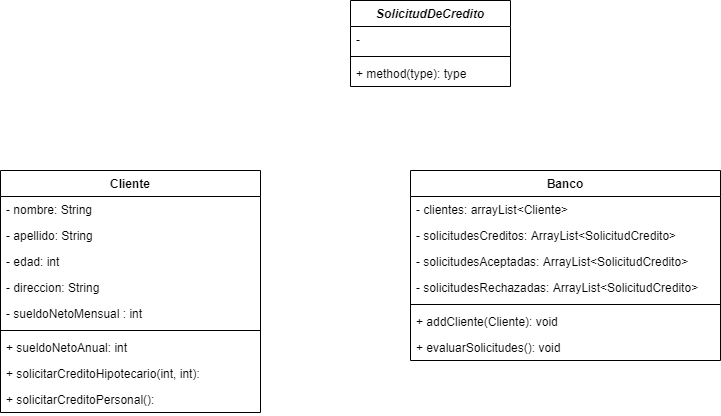 SolicitudDeCredito
-
+ method(type): type
Cliente
- nombre: String
- apellido: String
- edad: int
- direccion: String
- sueldoNetoMensual : int
+ sueldoNetoAnual: int
+ solicitarCreditoHipotecario(int, int):
+ solicitarCreditoPersonal():
Banco
- clientes: arrayList<Cliente>
- solicitudesCreditos: ArrayList<SolicitudCredito>
- solicitudesAceptadas: ArrayList<SolicitudCredito>
- solicitudesRechazadas: ArrayList<SolicitudCredito>
+ addCliente(Cliente): void
+ evaluarSolicitudes(): void